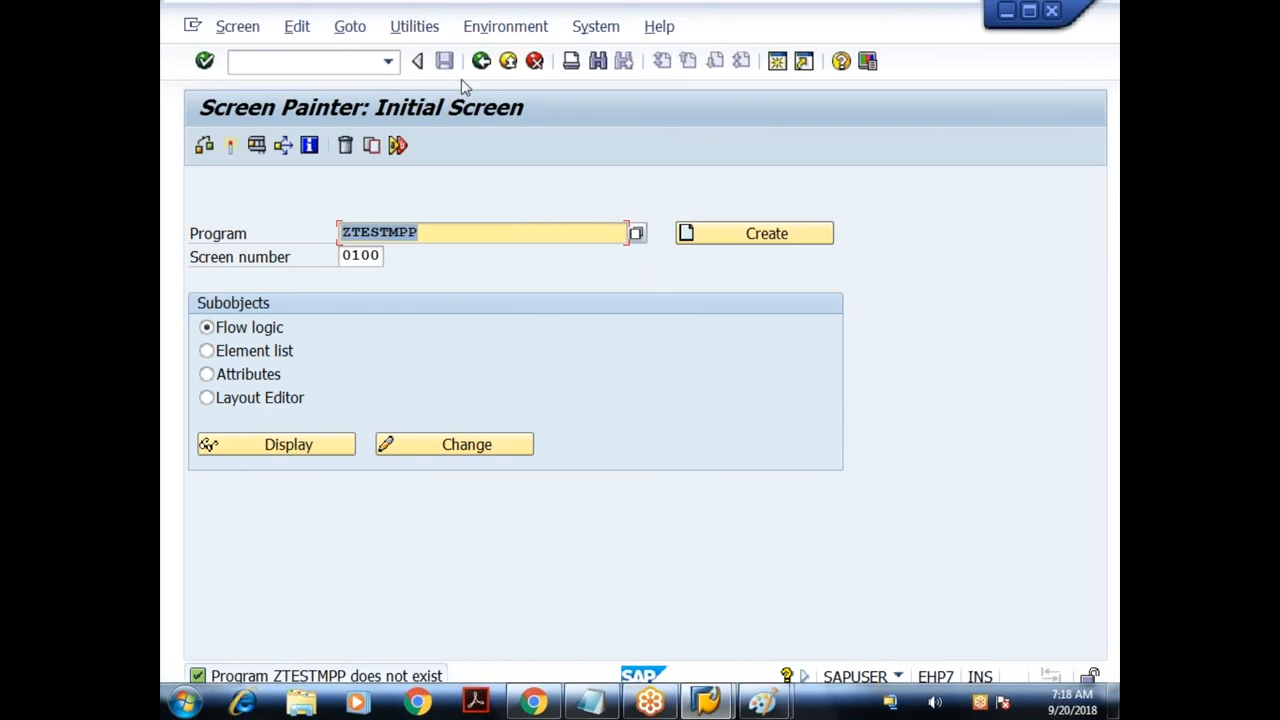 Screen Edit Goto Utilities Environment System Help
Screen Painter: Initial Screen
Program ZTESTMPP Create
Screen number 0100
Subobjects
Flow logic
Element list
Attributes
Layout Editor
Display Change
Program ZTESTMPP does not exist SAP SAPUSER EHP7 INS
7:18 AM
9/20/2018